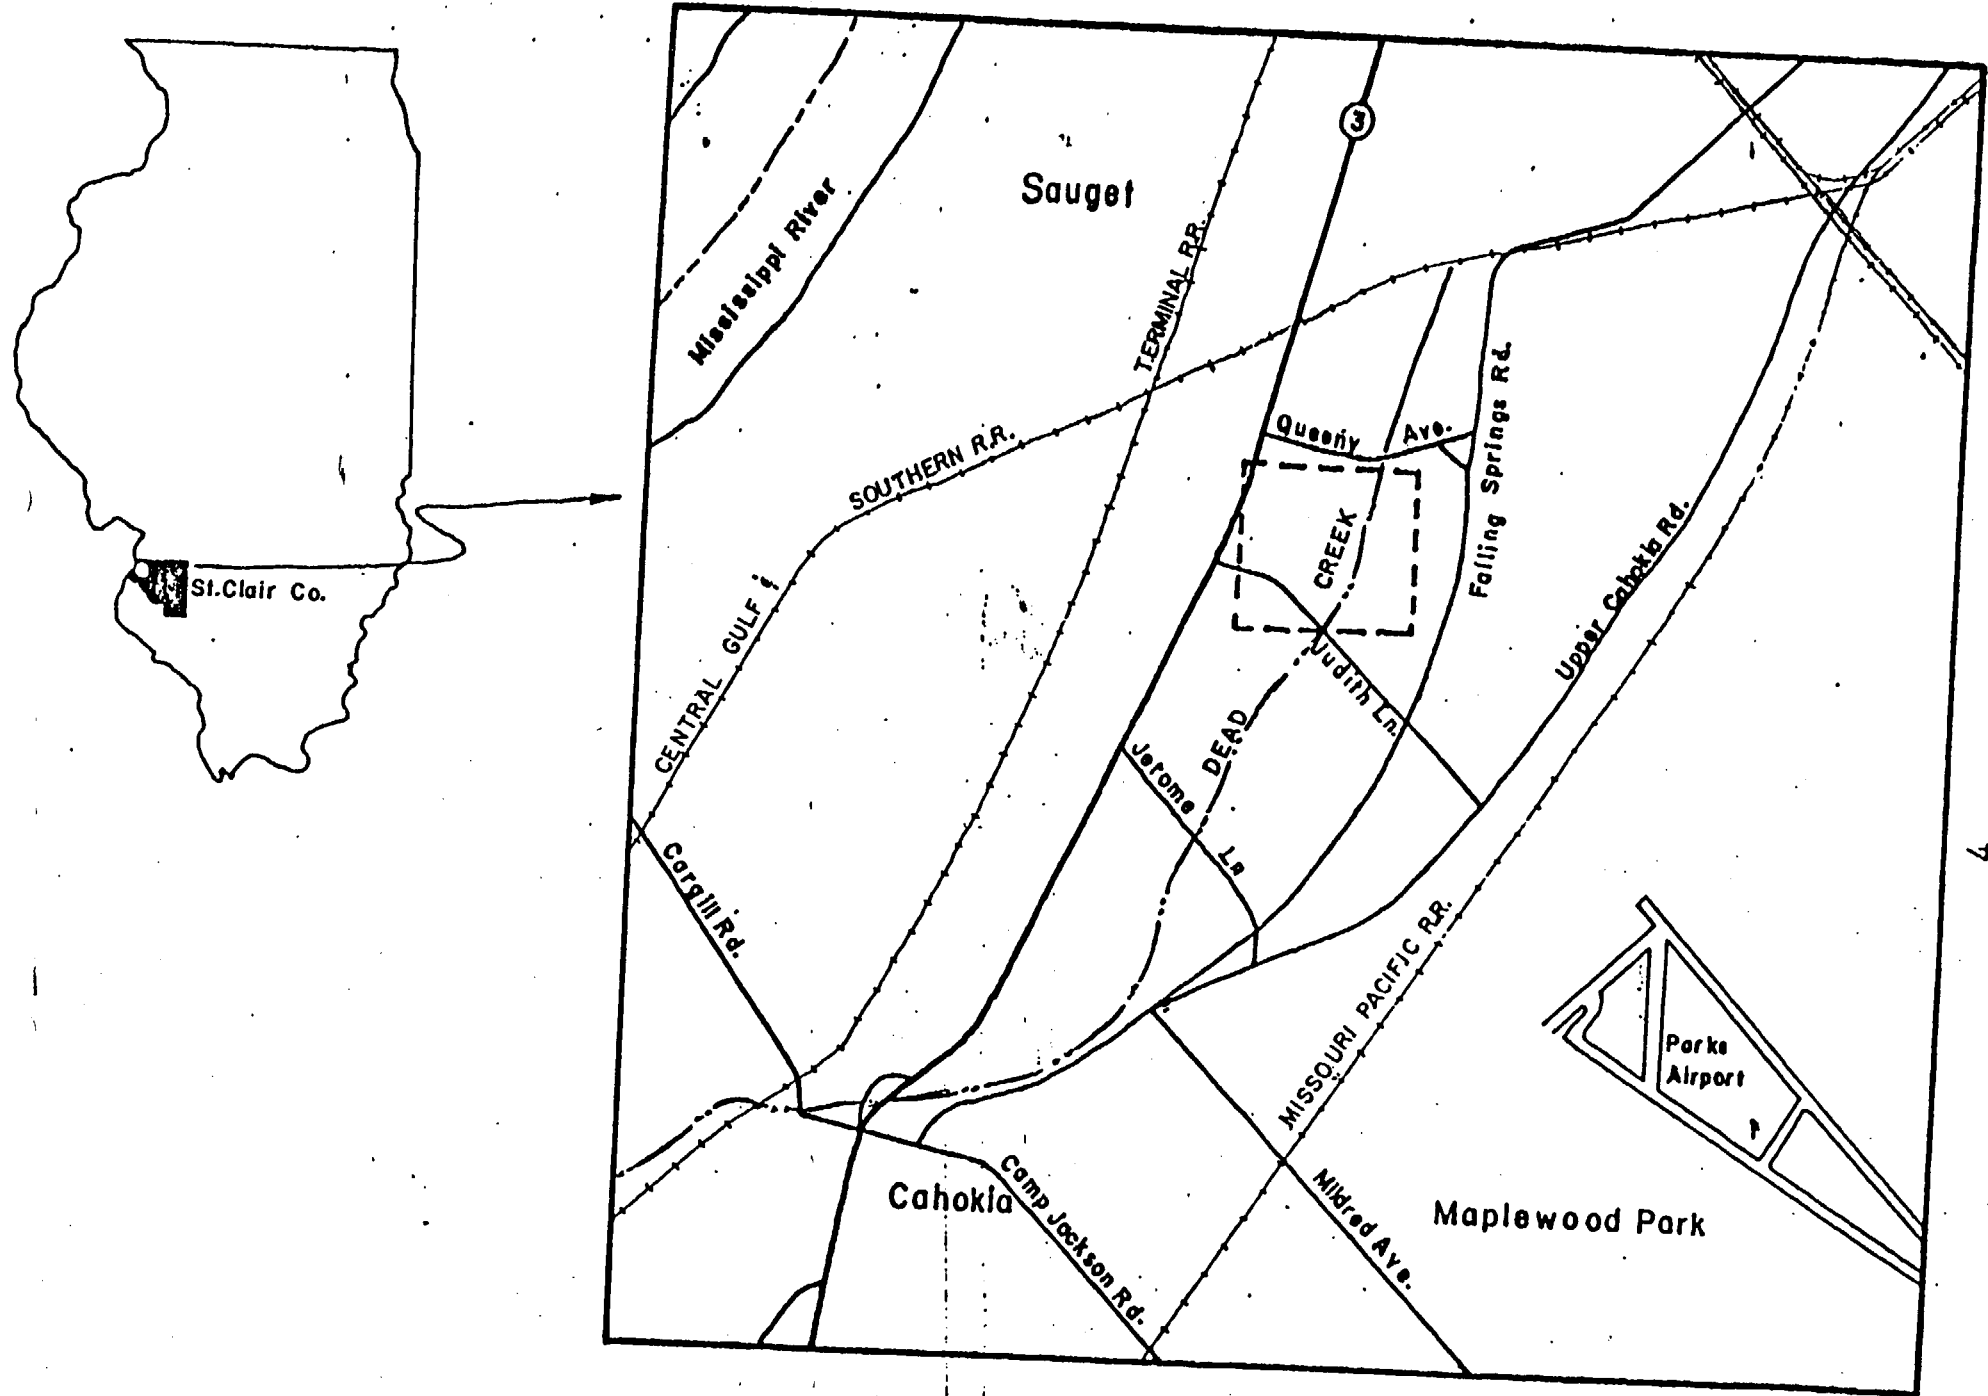 St.Clair Co.
Sauget
3
Mississippi River
TERMINAL R.R.
SOUTHERN R.R.
CENTRAL GULF
Queeny Ave.
Falling Springs Rd.
CREEK
DEAD
Upper Cahokia Rd.
Judith Ln.
Jerome Ln
Cargill Rd.
MISSOURI PACIFIC R.R.
Parks
Airport
Cahokia
Camp Jackson Rd.
Mildred Ave.
Maplewood Park
4